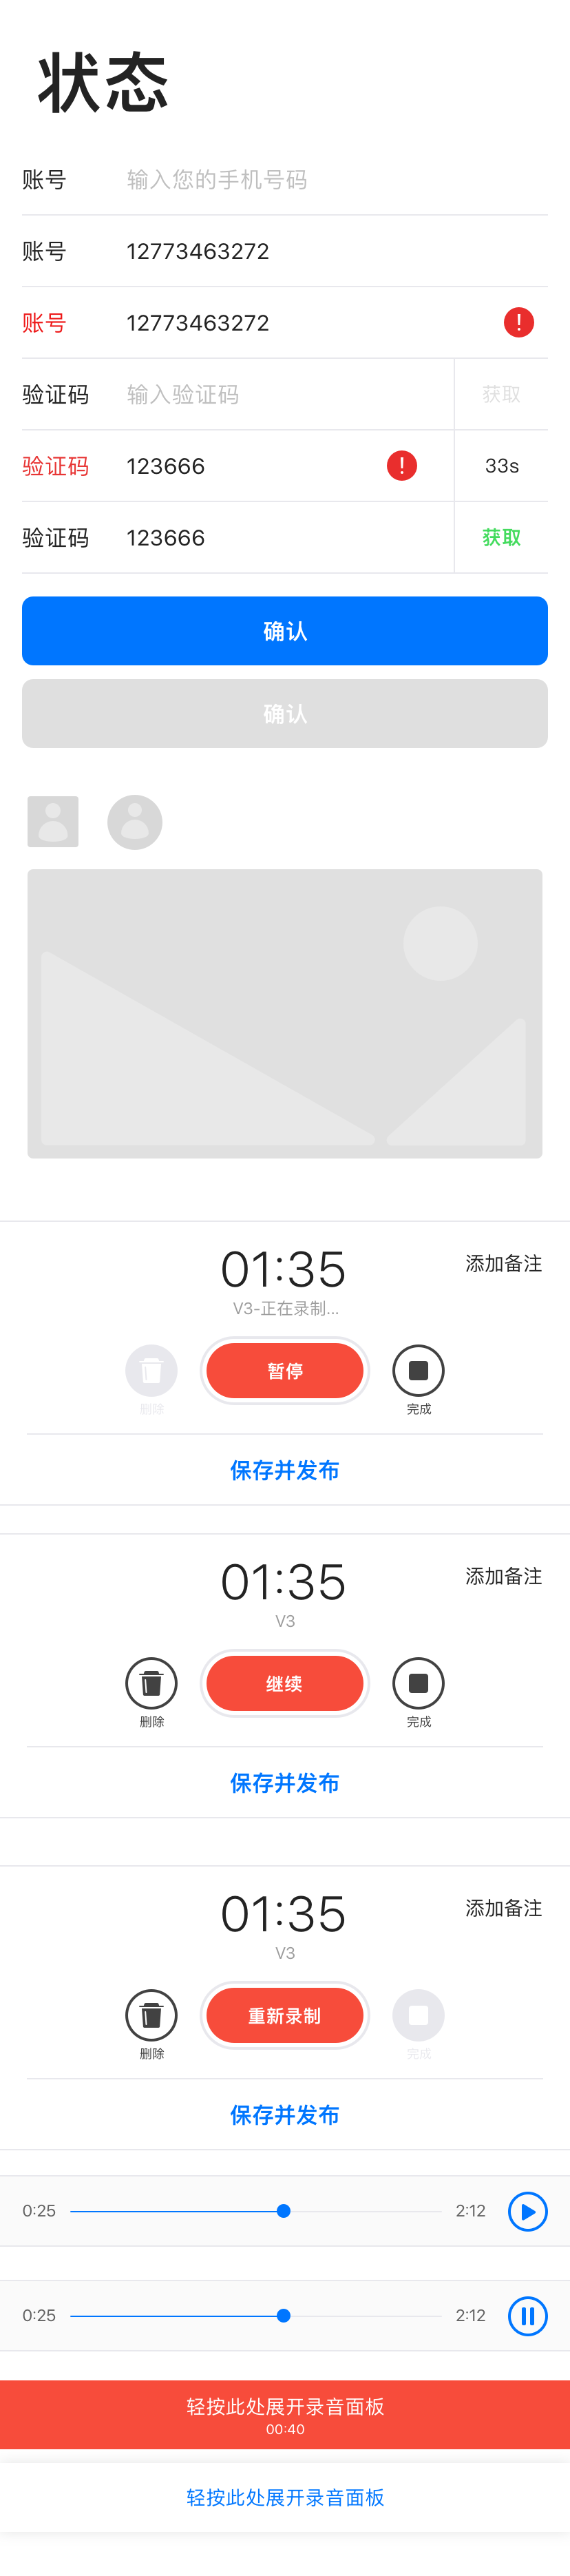 状态
账号 输入您的手机号码
账号 12773463272
账号 12773463272 !
验证码 输入验证码 获取
验证码 123666 ! 33s
验证码 123666 获取
确认
确认
01:35 添加备注
V3-正在录制...
暂停
删除 完成
保存并发布
01:35 添加备注
V3
继续
删除 完成
保存并发布
01:35 添加备注
V3
重新录制
删除 完成
保存并发布
0:25 2:12
0:25 2:12
轻按此处展开录音面板
00:40
轻按此处展开录音面板